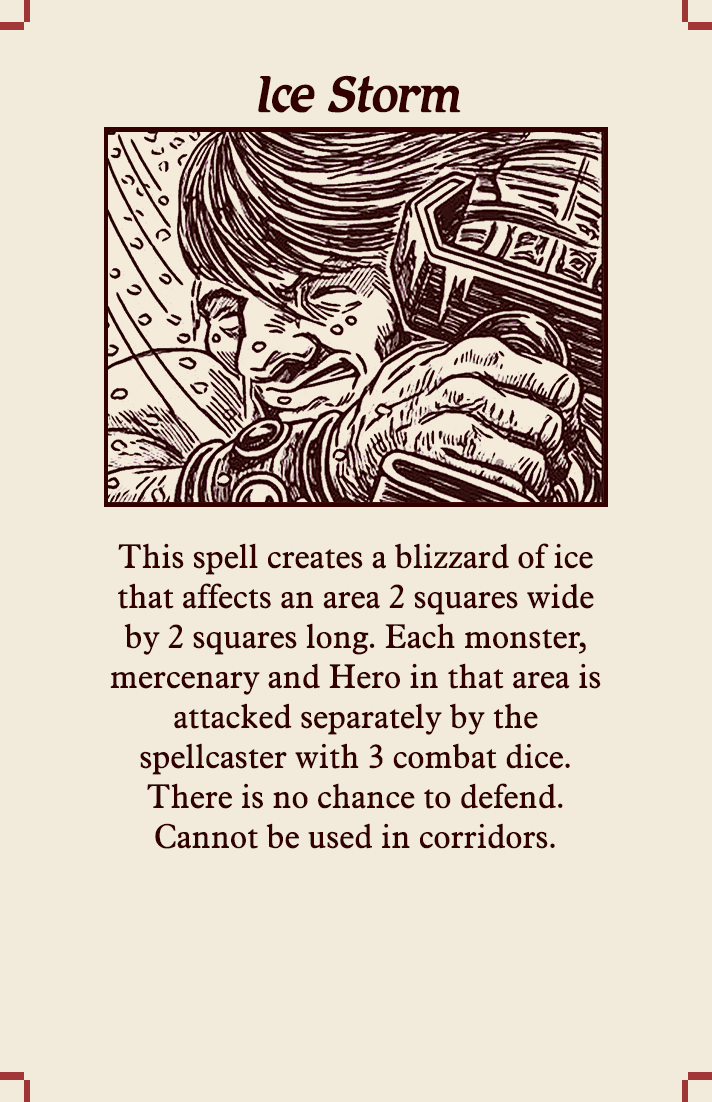 Ice Storm
This spell creates a blizzard of ice
that affects an area 2 squares wide
by 2 squares long. Each monster,
mercenary and Hero in that area is
attacked separately by the
spellcaster with 3 combat dice.
There is no chance to defend.
Cannot be used in corridors.